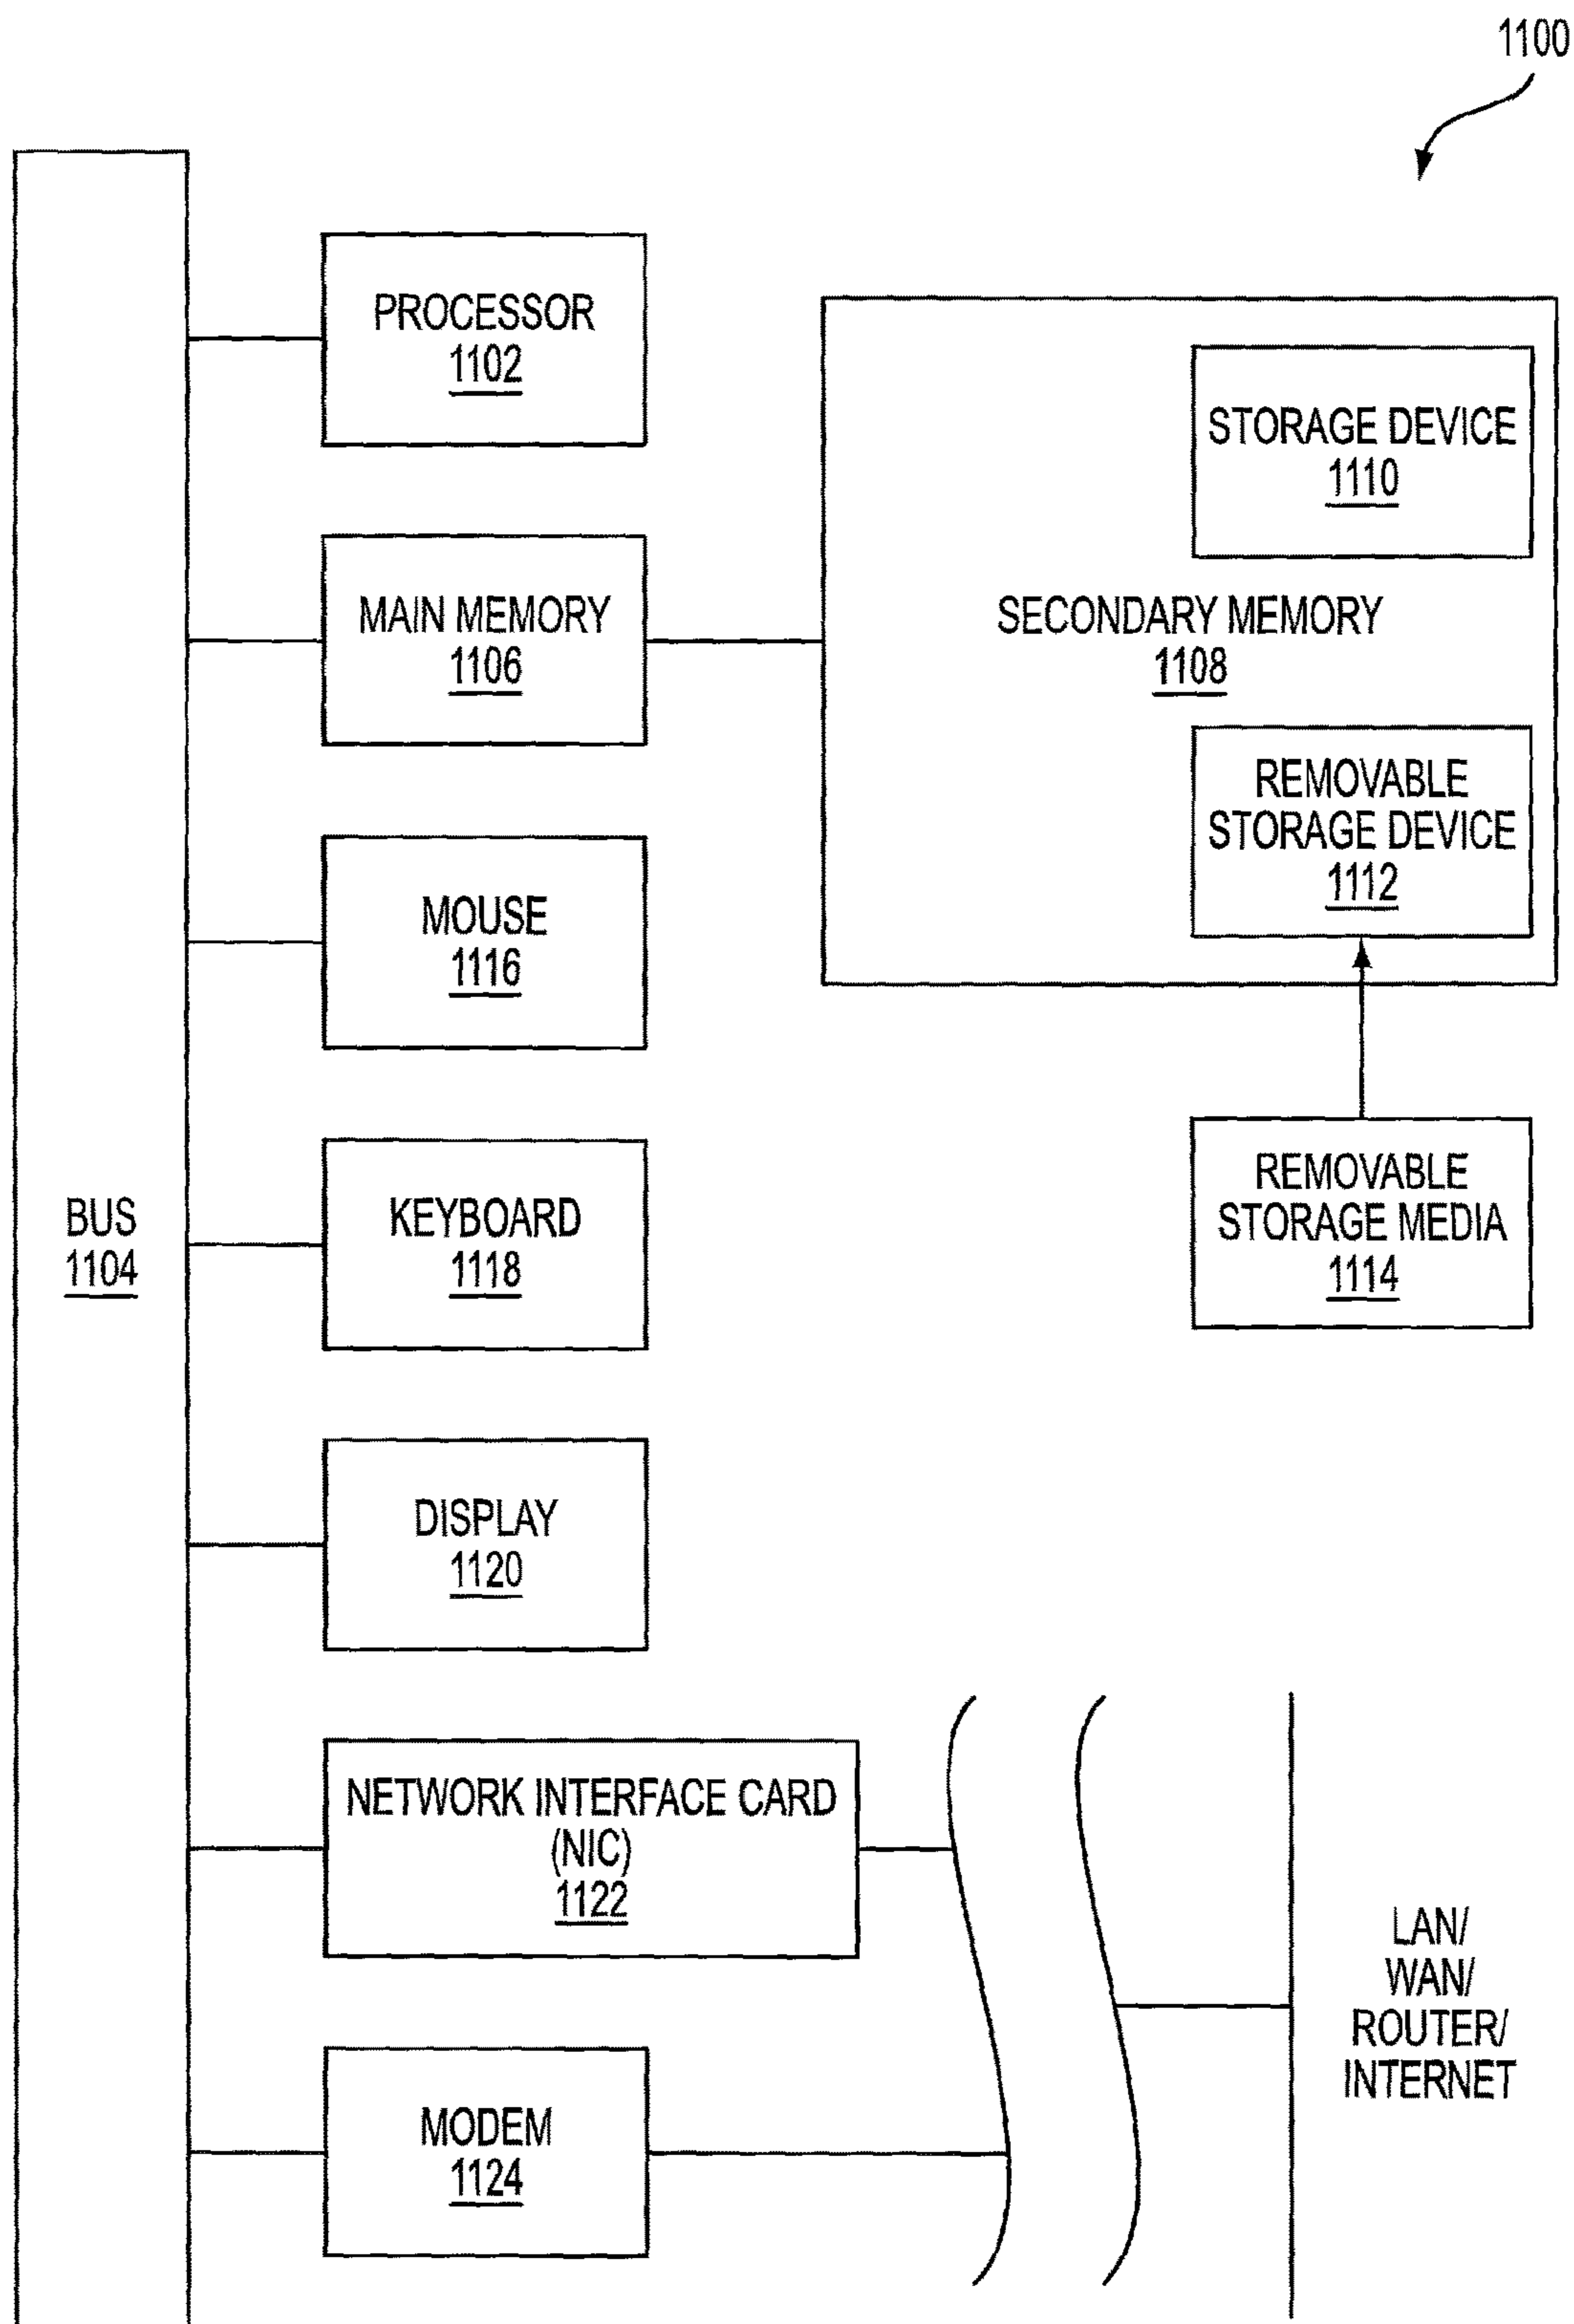 1100
PROCESSOR
1102
STORAGE DEVICE
1110
MAIN MEMORY
1106
SECONDARY MEMORY
1108
REMOVABLE
STORAGE DEVICE
1112
MOUSE
1116
REMOVABLE
STORAGE MEDIA
1114
BUS
1104
KEYBOARD
1118
DISPLAY
1120
NETWORK INTERFACE CARD
(NIC)
1122
LAN/
WAN/
ROUTER/
INTERNET
MODEM
1124